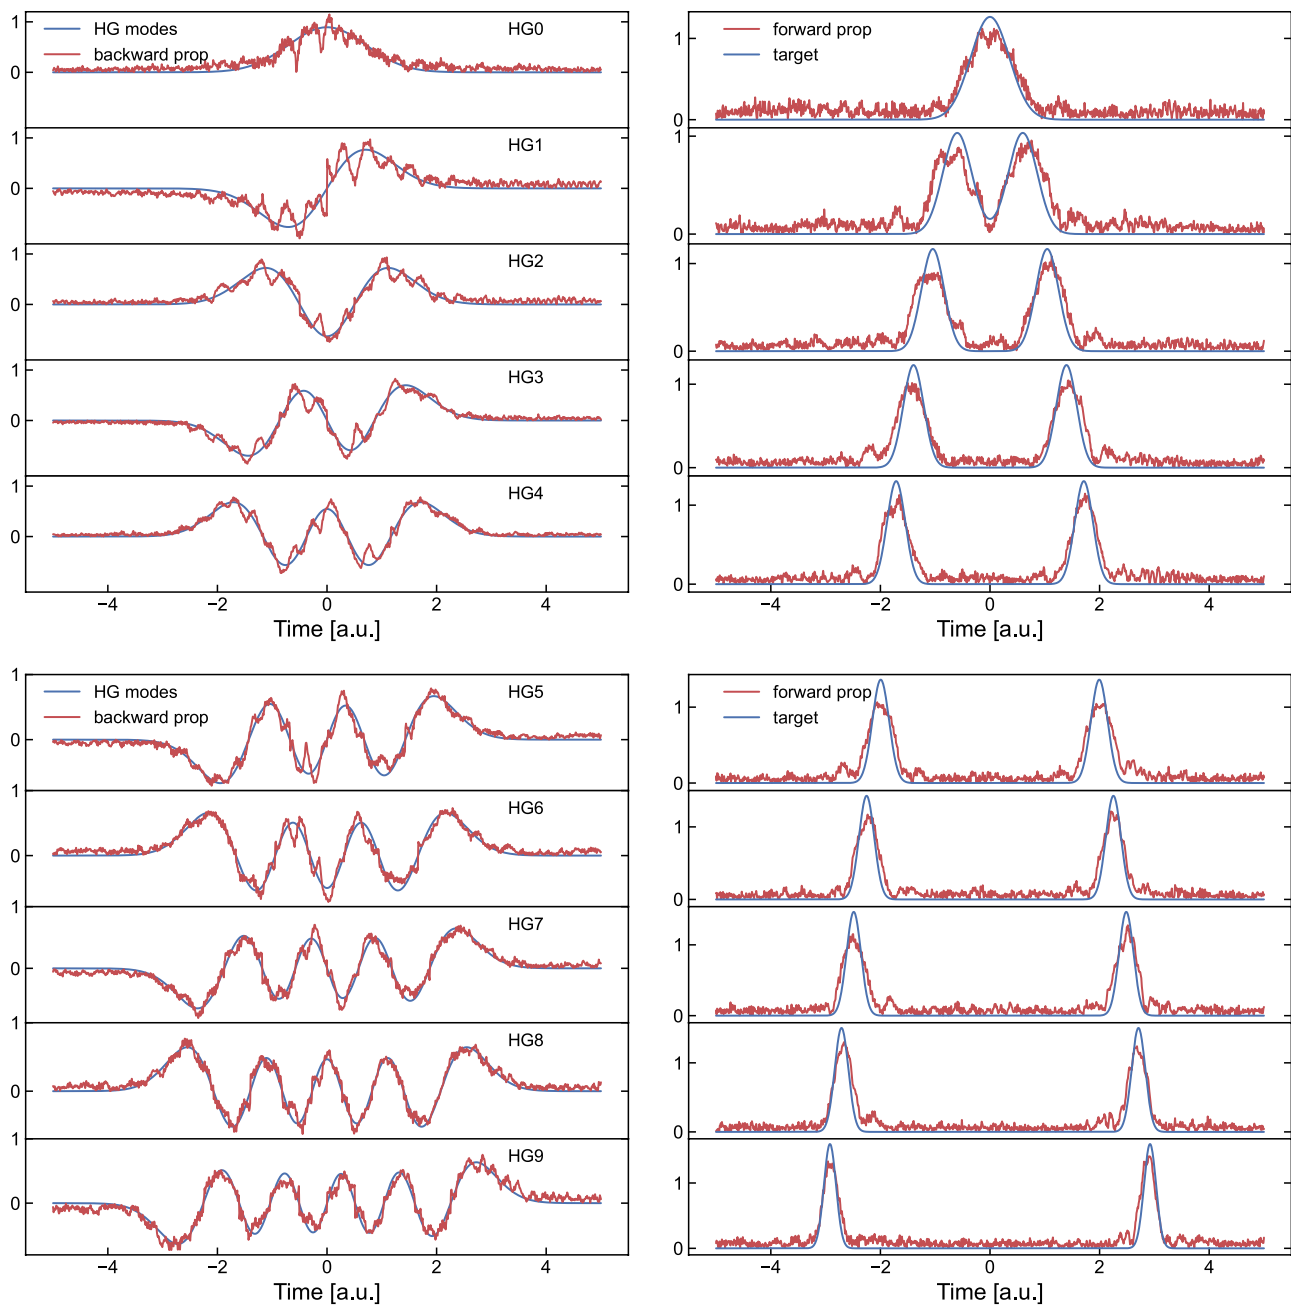 1
0
HG modes
backward prop
HG0
1
0
HG1
1
0
HG2
1
0
HG3
1
0
HG4
−4 −2 0 2 4
Time [a.u.]
1
0
forward prop
target
1
0
1
0
1
0
1
0
−4 −2 0 2 4
Time [a.u.]
1
0
HG modes
backward prop
HG5
1
0
HG6
1
0
HG7
1
0
HG8
1
0
HG9
−4 −2 0 2 4
Time [a.u.]
1
0
forward prop
target
1
0
1
0
1
0
1
0
−4 −2 0 2 4
Time [a.u.]